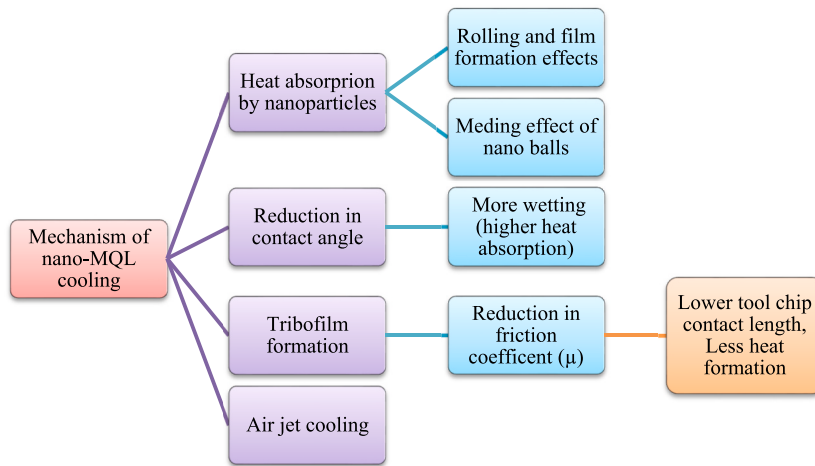 Mechanism of
nano-MQL
cooling
Heat absorprion
by nanoparticles
Rolling and film
formation effects
Meding effect of
nano balls
Reduction in
contact angle
More wetting
(higher heat
absorption)
Tribofilm
formation
Reduction in
friction
coefficent (μ)
Lower tool chip
contact length,
Less heat
formation
Air jet cooling